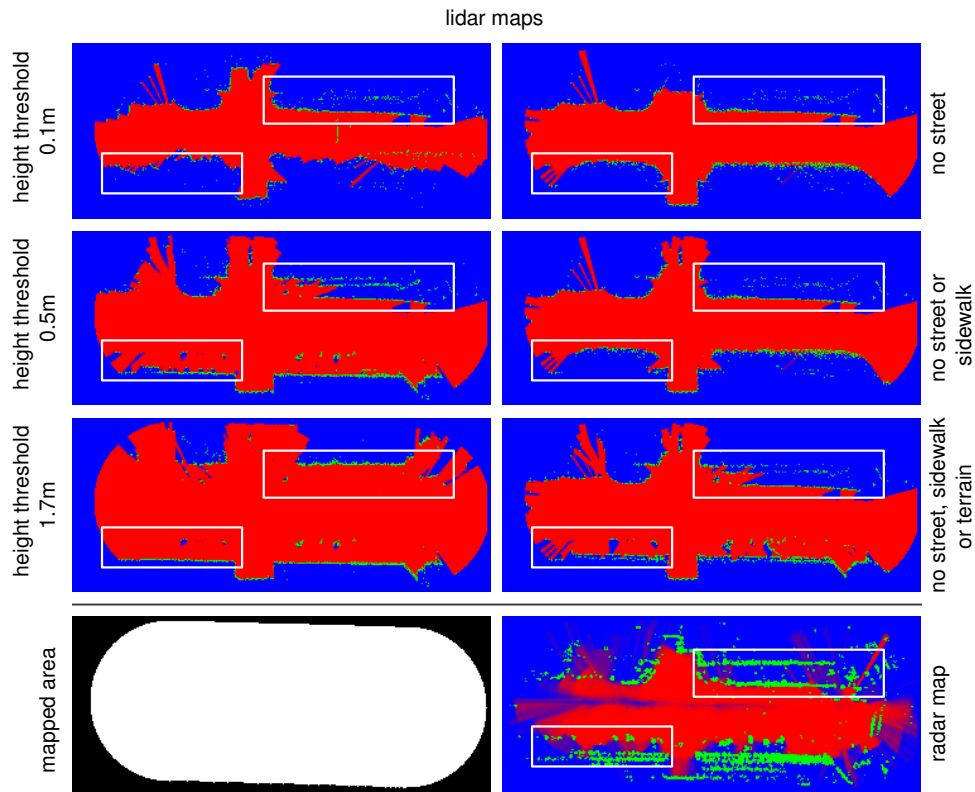 lidar maps
height threshold
0.1m
no street
height threshold
0.5m
no street or
sidewalk
height threshold
1.7m
no street, sidewalk
or terrain
mapped area
radar map